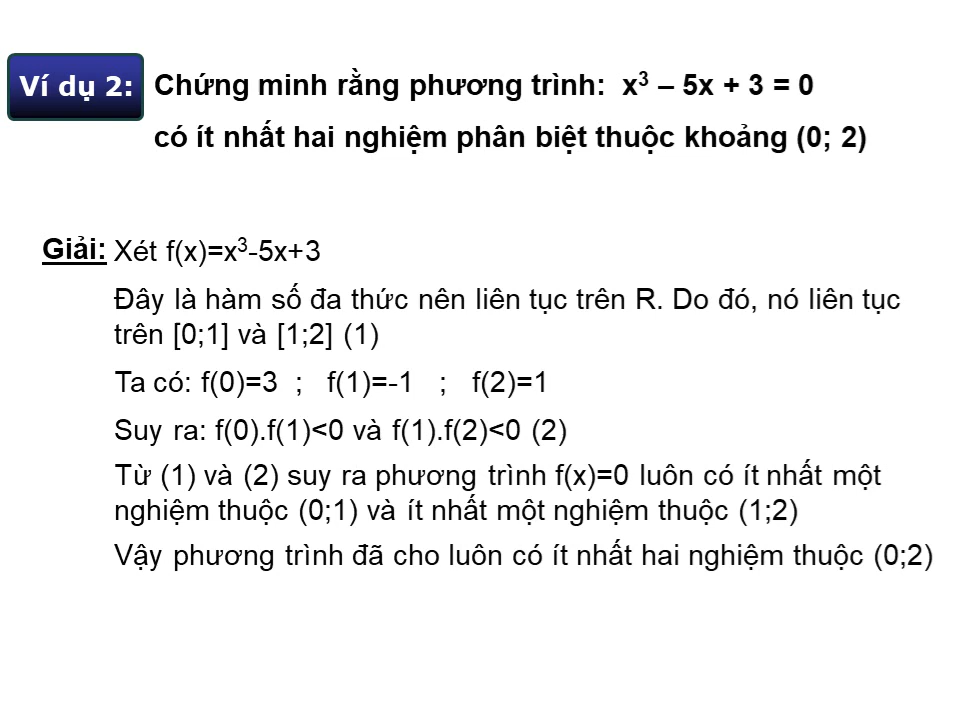 Ví dụ 2: Chứng minh rằng phương trình: x³ – 5x + 3 = 0
có ít nhất hai nghiệm phân biệt thuộc khoảng (0; 2)
Giải: Xét f(x)=x³-5x+3
Đây là hàm số đa thức nên liên tục trên R. Do đó, nó liên tục
trên [0;1] và [1;2] (1)
Ta có: f(0)=3 ; f(1)=-1 ; f(2)=1
Suy ra: f(0).f(1)<0 và f(1).f(2)<0 (2)
Từ (1) và (2) suy ra phương trình f(x)=0 luôn có ít nhất một
nghiệm thuộc (0;1) và ít nhất một nghiệm thuộc (1;2)
Vậy phương trình đã cho luôn có ít nhất hai nghiệm thuộc (0;2)